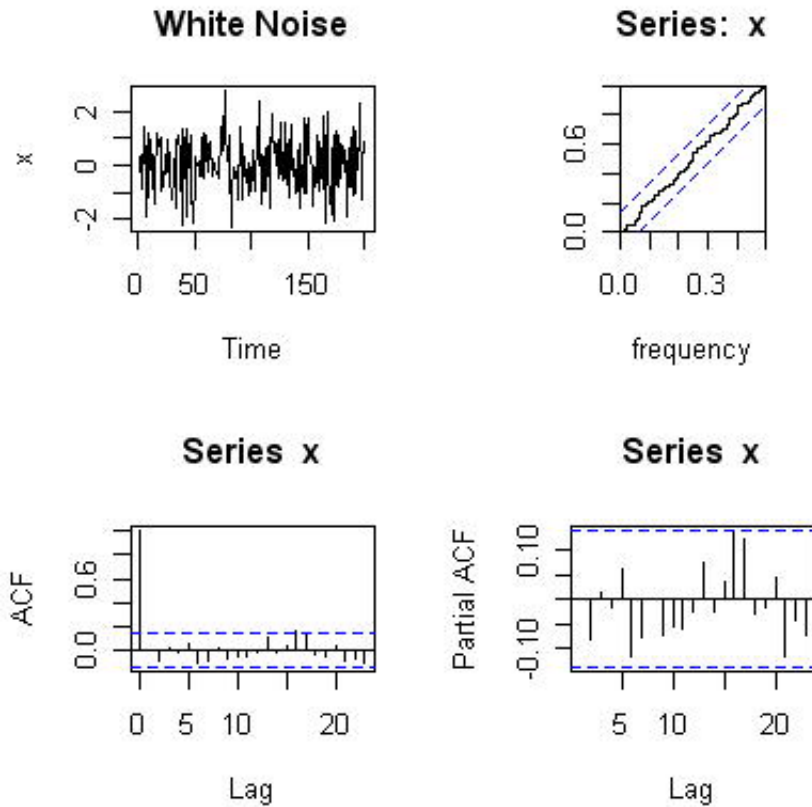 White Noise
x
2
0
-2
0 50 150
Time
Series: x
0.6
0.0
0.0 0.3
frequency
Series x
ACF
0.6
0.0
0 5 10 20
Lag
Series x
Partial ACF
0.10
-0.10
5 10 20
Lag